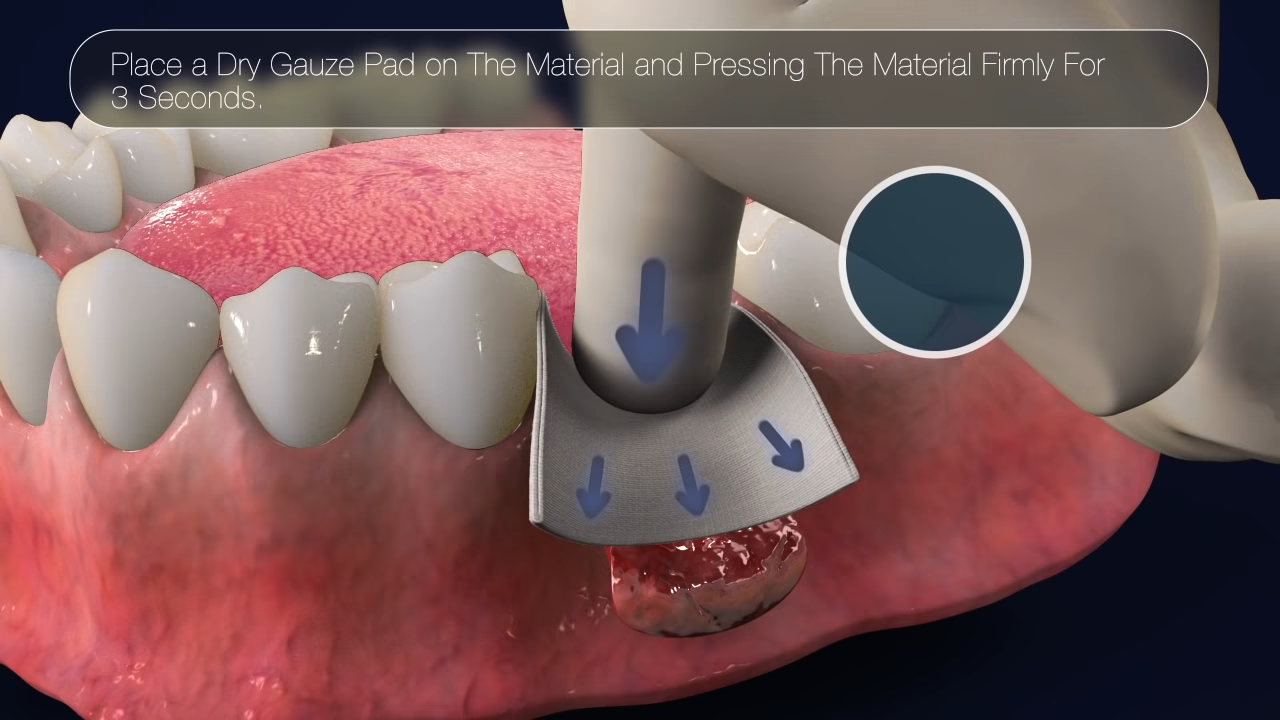 Place a Dry Gauze Pad on The Material and Pressing The Material Firmly For
3 Seconds.